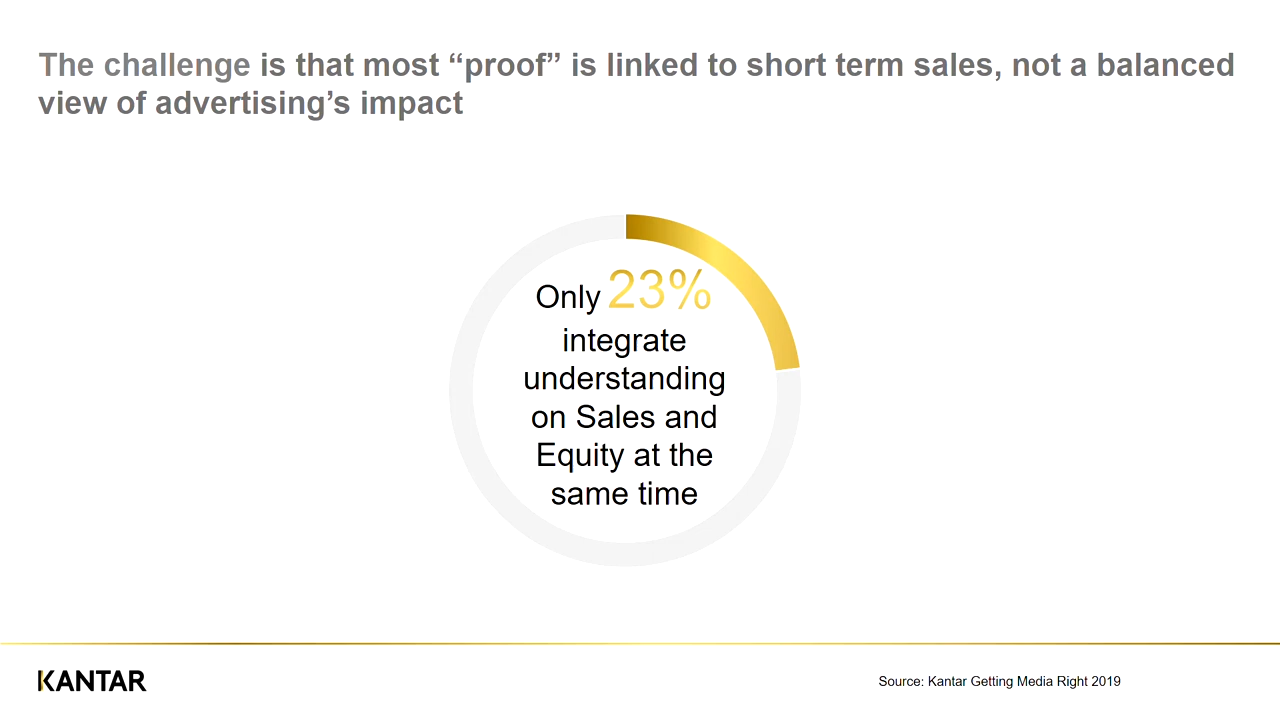 The challenge is that most “proof” is linked to short term sales, not a balanced
view of advertising’s impact
Only 23%
integrate
understanding
on Sales and
Equity at the
same time
KANTAR
Source: Kantar Getting Media Right 2019